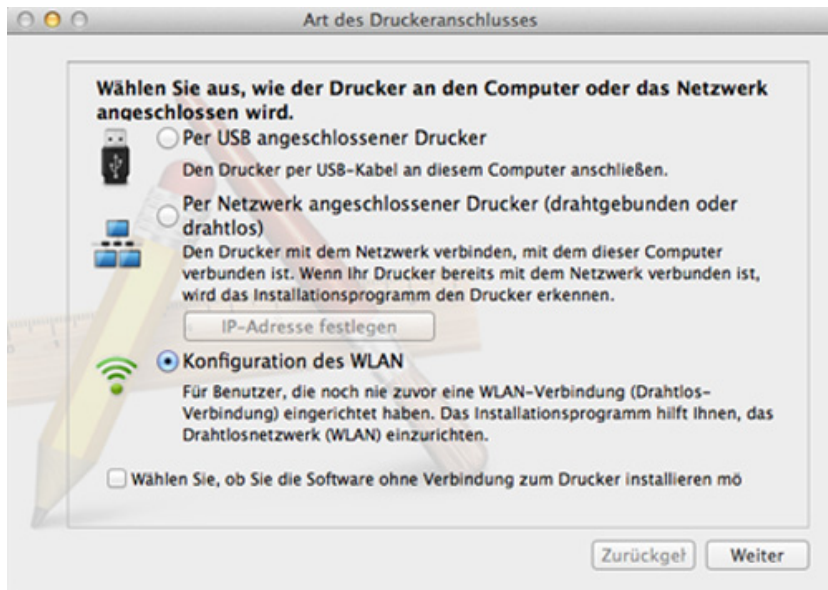 Art des Druckeranschlusses
Wählen Sie aus, wie der Drucker an den Computer oder das Netzwerk
angeschlossen wird.
Per USB angeschlossener Drucker
Den Drucker per USB-Kabel an diesem Computer anschließen.
Per Netzwerk angeschlossener Drucker (drahtgebunden oder
drahtlos)
Den Drucker mit dem Netzwerk verbinden, mit dem dieser Computer
verbunden ist. Wenn Ihr Drucker bereits mit dem Netzwerk verbunden ist,
wird das Installationsprogramm den Drucker erkennen.
IP-Adresse festlegen
Konfiguration des WLAN
Für Benutzer, die noch nie zuvor eine WLAN-Verbindung (Drahtlos-
Verbindung) eingerichtet haben. Das Installationsprogramm hilft Ihnen, das
Drahtlosnetzwerk (WLAN) einzurichten.
Wählen Sie, ob Sie die Software ohne Verbindung zum Drucker installieren mö
Zurückgeh
Weiter